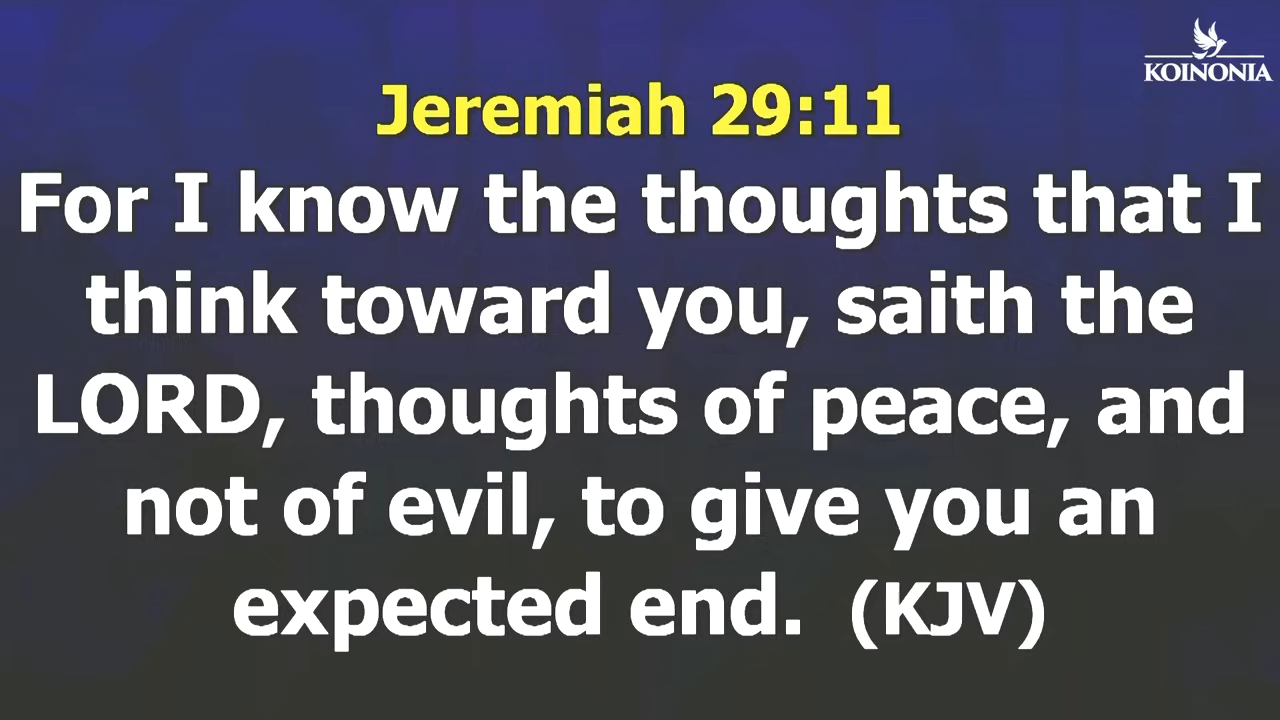 KOINONIA
Jeremiah 29:11
For I know the thoughts that I
think toward you, saith the
LORD, thoughts of peace, and
not of evil, to give you an
expected end. (KJV)